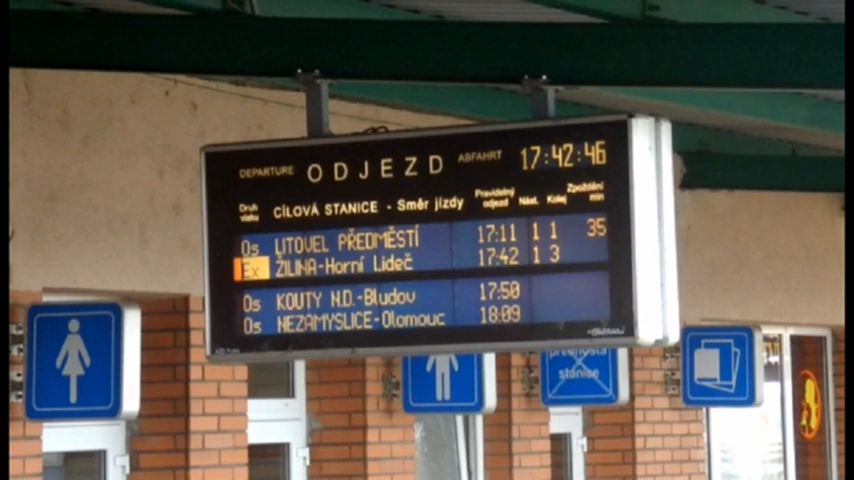 DEPARTURE ODJEZD ABFAHRT 17:42:46
Druh vlaku CÍLOVÁ STANICE - Směr jízdy Pravidelný odjezd Nást. Kolej Zpoždění min
Os LITOVEL PŘEDMĚSTÍ 17:11 1 1 35
Ex ŽILINA-Horní Lideč 17:42 1 3
Os KOUTY N.D.-Bludov 17:50
Os NEZAMYSLICE-Olomouc 18:09
přednosta
stanice